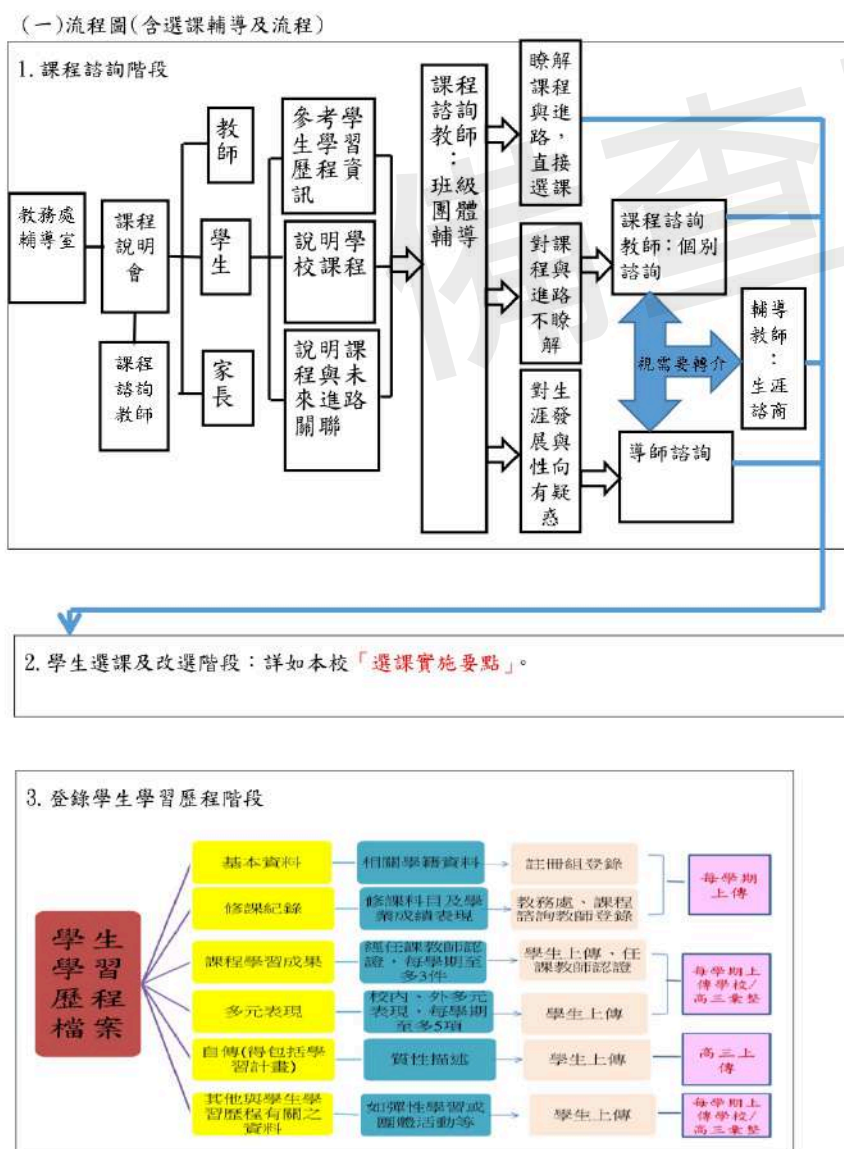 (一)流程圖(含選課輔導及流程)
1. 課程諮詢階段
教務處
輔導室
課程
說明
會
課程
諮詢
教師
教
師
學
生
家
長
參考學
生學習
歷程資
訊
說明學
校課程
說明課
程與未
來進路
關聯
課程
諮詢
教師
：
班級
團體
輔導
瞭解
課程
與進
路，
直接
選課
對課
程與
進路
不瞭
解
對生
涯發
展與
性向
有疑
惑
課程諮詢
教師：個別
諮詢
視需要轉介
導師諮詢
輔導
教師
：
生涯
諮商
備查
2. 學生選課及改選階段：詳如本校「選課實施要點」。
3. 登錄學生學習歷程階段
學生
學習
歷程
檔案
基本資料
相關學籍資料
註冊組登錄
修課紀錄
修課科目及學
業成績表現
教務處、課程
諮詢教師登錄
每學期
上傳
課程學習成果
經任課教師認
證，每學期至
多3件
學生上傳、任
課教師認證
多元表現
校內、外多元
表現，每學期
至多5項
學生上傳
每學期上
傳學校/
高三彙整
自傳(得包括學
習計畫)
質性描述
學生上傳
高三上
傳
其他與學生學
習歷程有關之
資料
如彈性學習或
團體活動等
學生上傳
每學期上
傳學校/
高三彙整